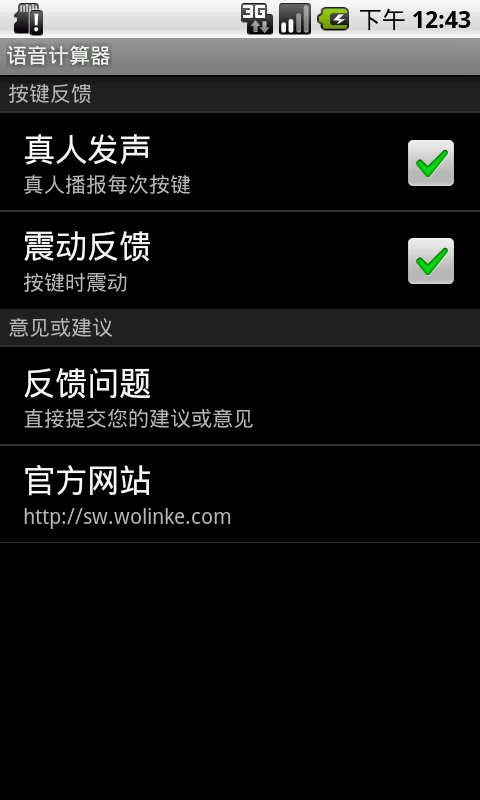 3G 下午 12:43
语音计算器
按键反馈
真人发声
真人播报每次按键
震动反馈
按键时震动
意见或建议
反馈问题
直接提交您的建议或意见
官方网站
http://sw.wolinke.com